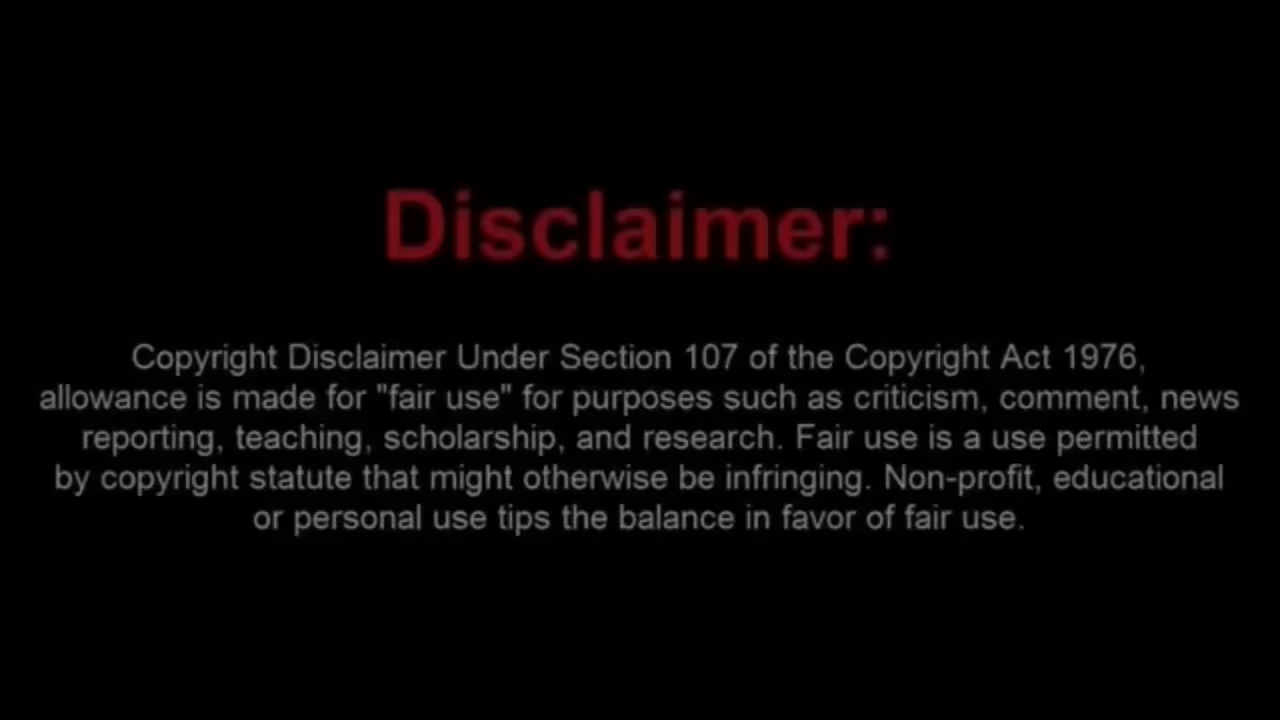 Disclaimer:
Copyright Disclaimer Under Section 107 of the Copyright Act 1976,
allowance is made for "fair use" for purposes such as criticism, comment, news
reporting, teaching, scholarship, and research. Fair use is a use permitted
by copyright statute that might otherwise be infringing. Non-profit, educational
or personal use tips the balance in favor of fair use.